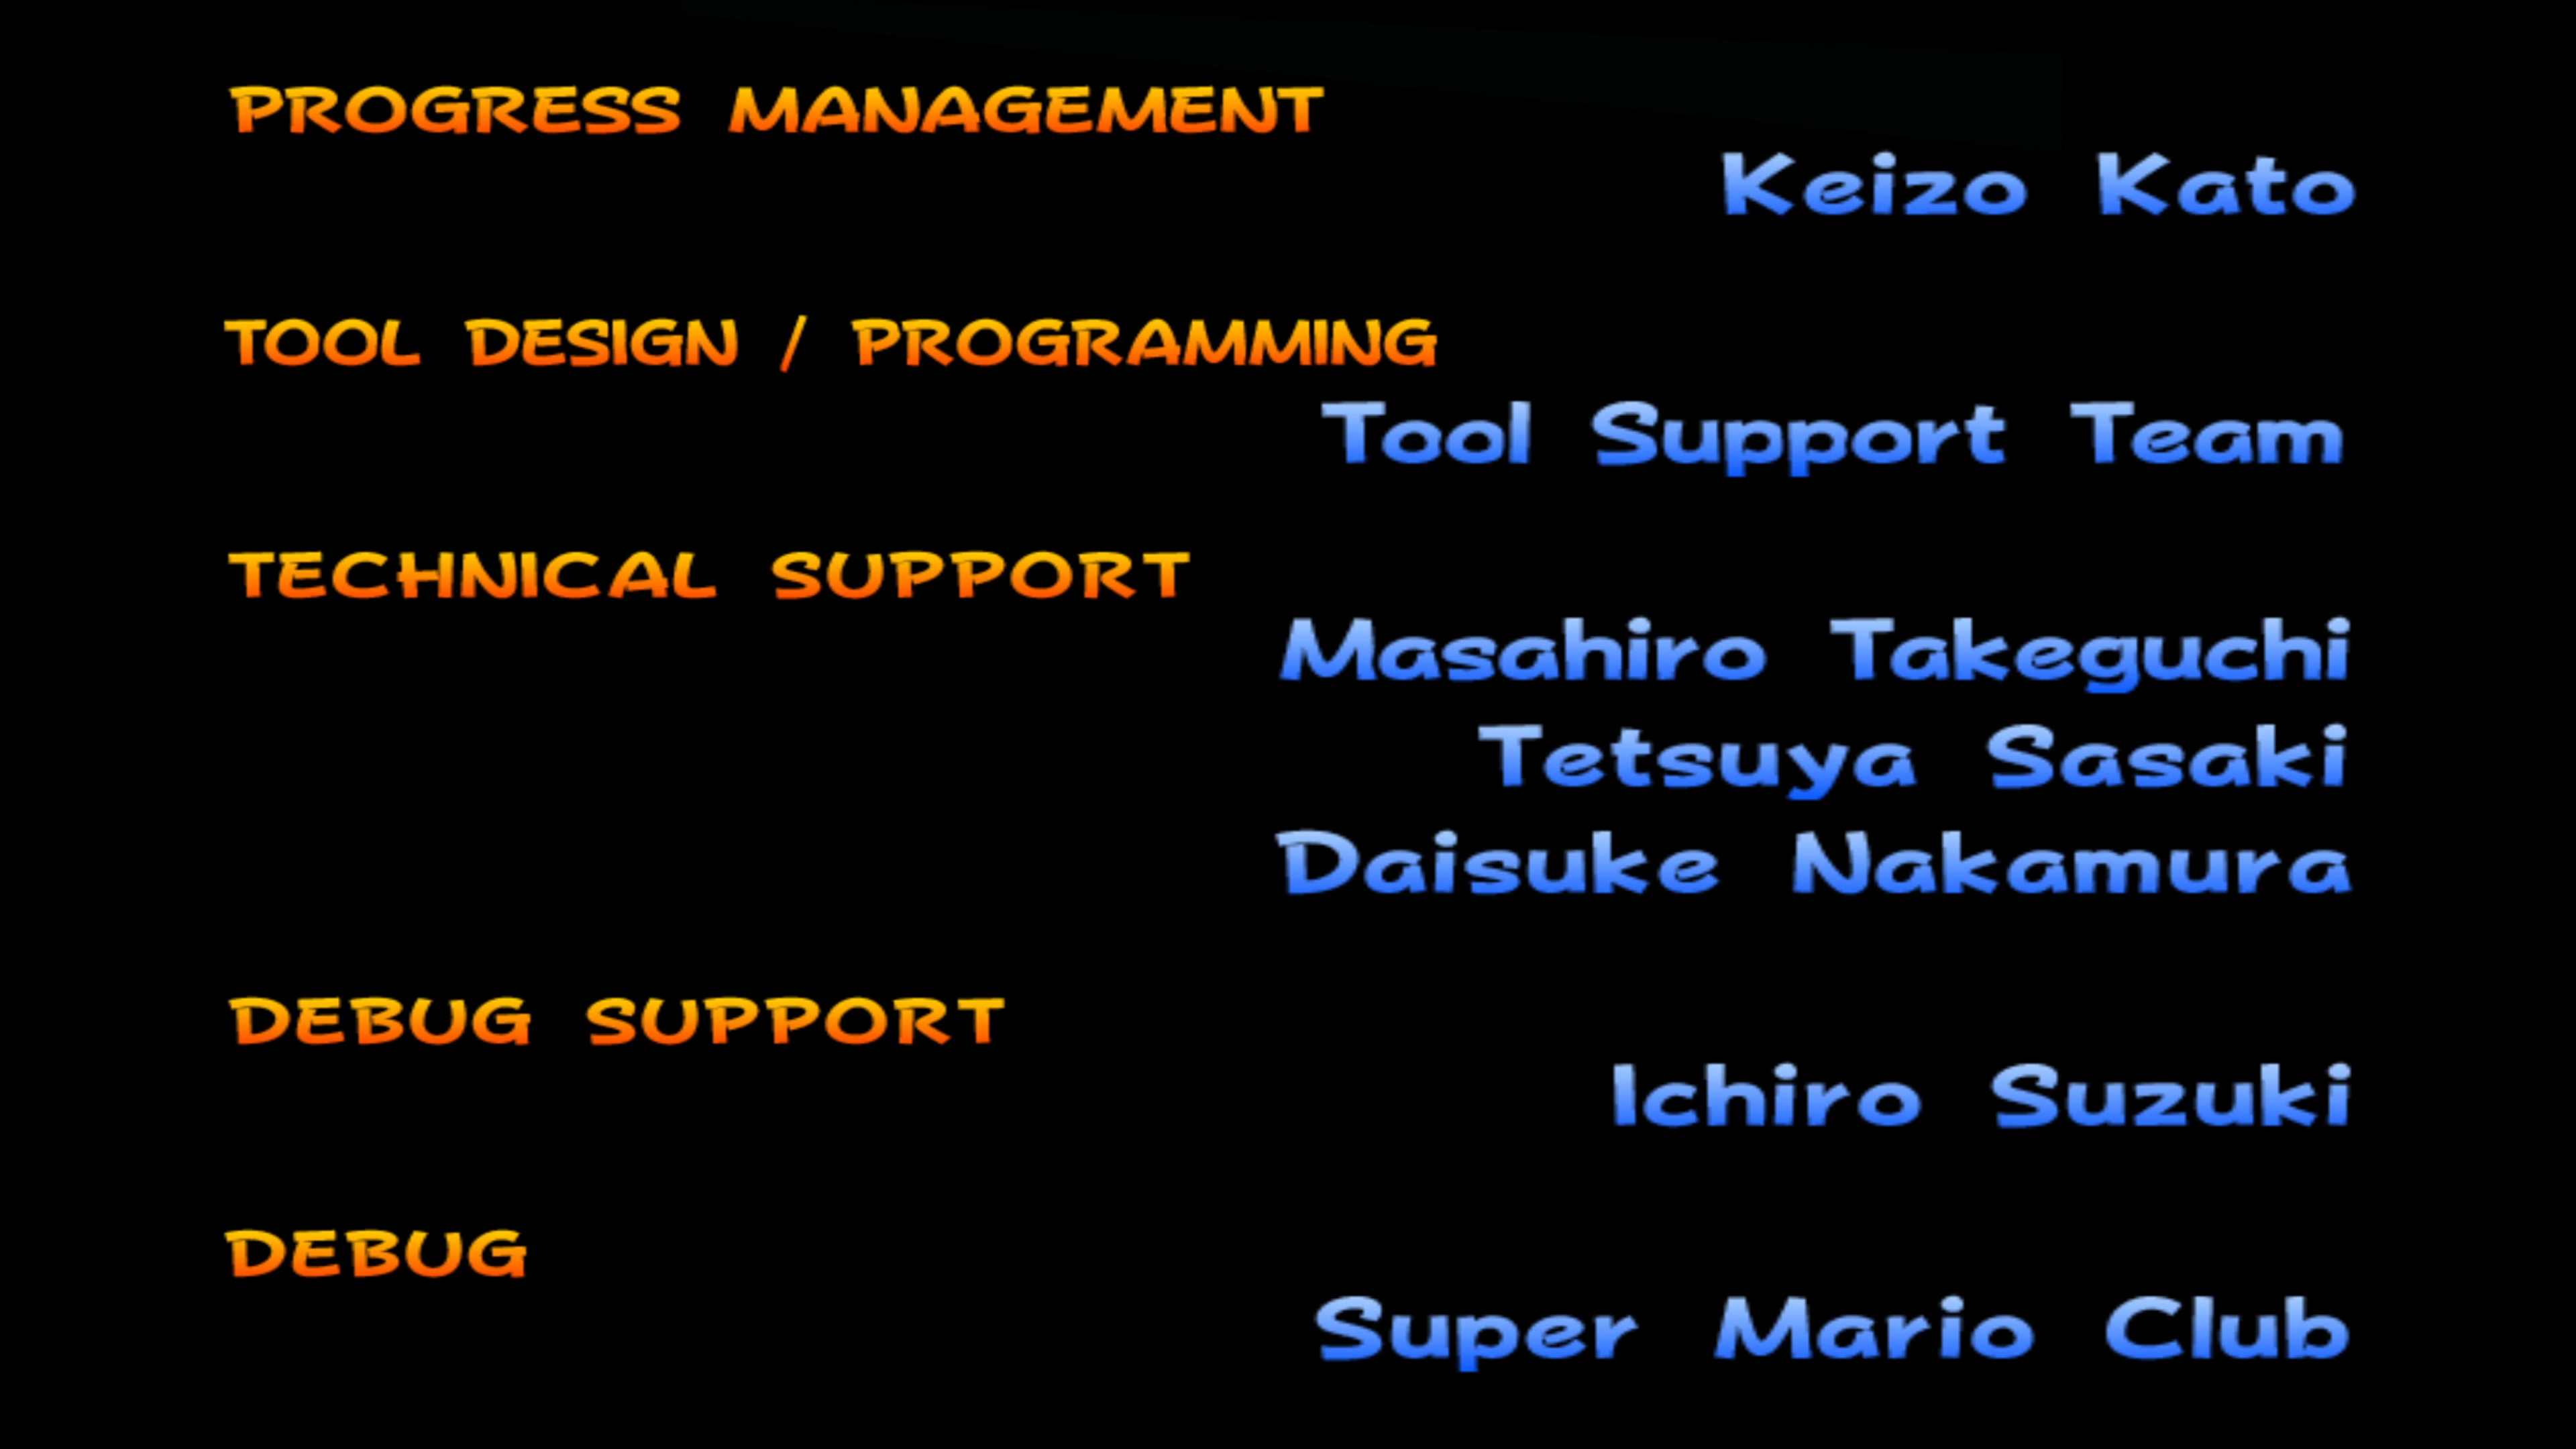 PROGRESS MANAGEMENT
Keizo Kato
TOOL DESIGN / PROGRAMMING
Tool Support Team
TECHNICAL SUPPORT
Masahiro Takeguchi
Tetsuya Sasaki
Daisuke Nakamura
DEBUG SUPPORT
Ichiro Suzuki
DEBUG
Super Mario Club